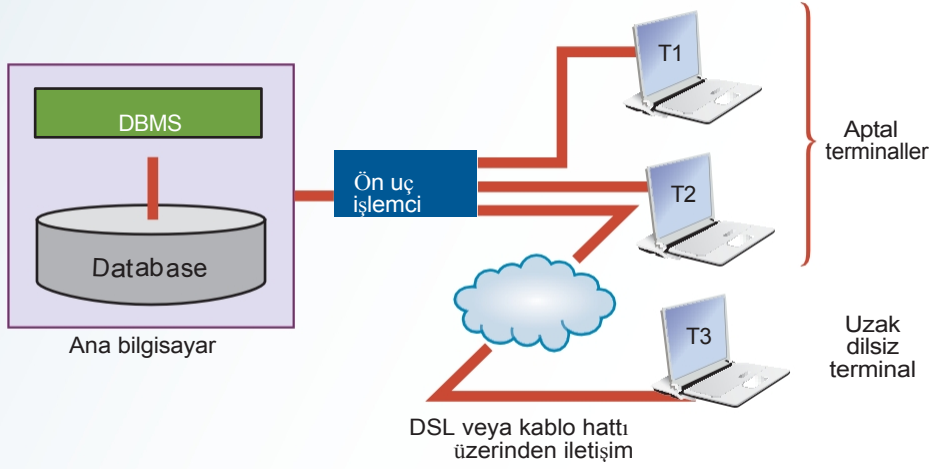 DBMS
Database
Ana bilgisayar
Ön uç
işlemci
T1
T2
T3
Aptal
terminaller
Uzak
dilsiz
terminal
DSL veya kablo hattı
üzerinden iletişim